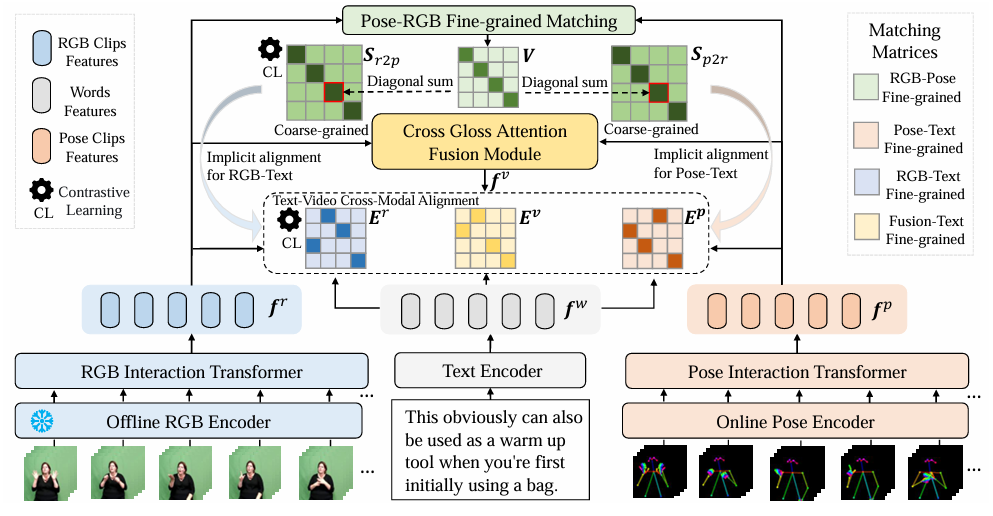 Pose-RGB Fine-grained Matching
RGB Clips
Features
Words
Features
Pose Clips
Features
CL
Contrastive
Learning
CL
S_{r2p}
Diagonal sum
V
Diagonal sum
S_{p2r}
Coarse-grained
Coarse-grained
Cross Gloss Attention
Fusion Module
Implicit alignment
for RGB-Text
Implicit alignment
for Pose-Text
f^v
Text-Video Cross-Modal Alignment
CL
E^r
E^v
E^p
Matching
Matrices
RGB-Pose
Fine-grained
Pose-Text
Fine-grained
RGB-Text
Fine-grained
Fusion-Text
Fine-grained
f^r
f^w
f^p
RGB Interaction Transformer
Text Encoder
Pose Interaction Transformer
...
...
Offline RGB Encoder
Online Pose Encoder
This obviously can also
be used as a warm up
tool when you're first
initially using a bag.
...
...